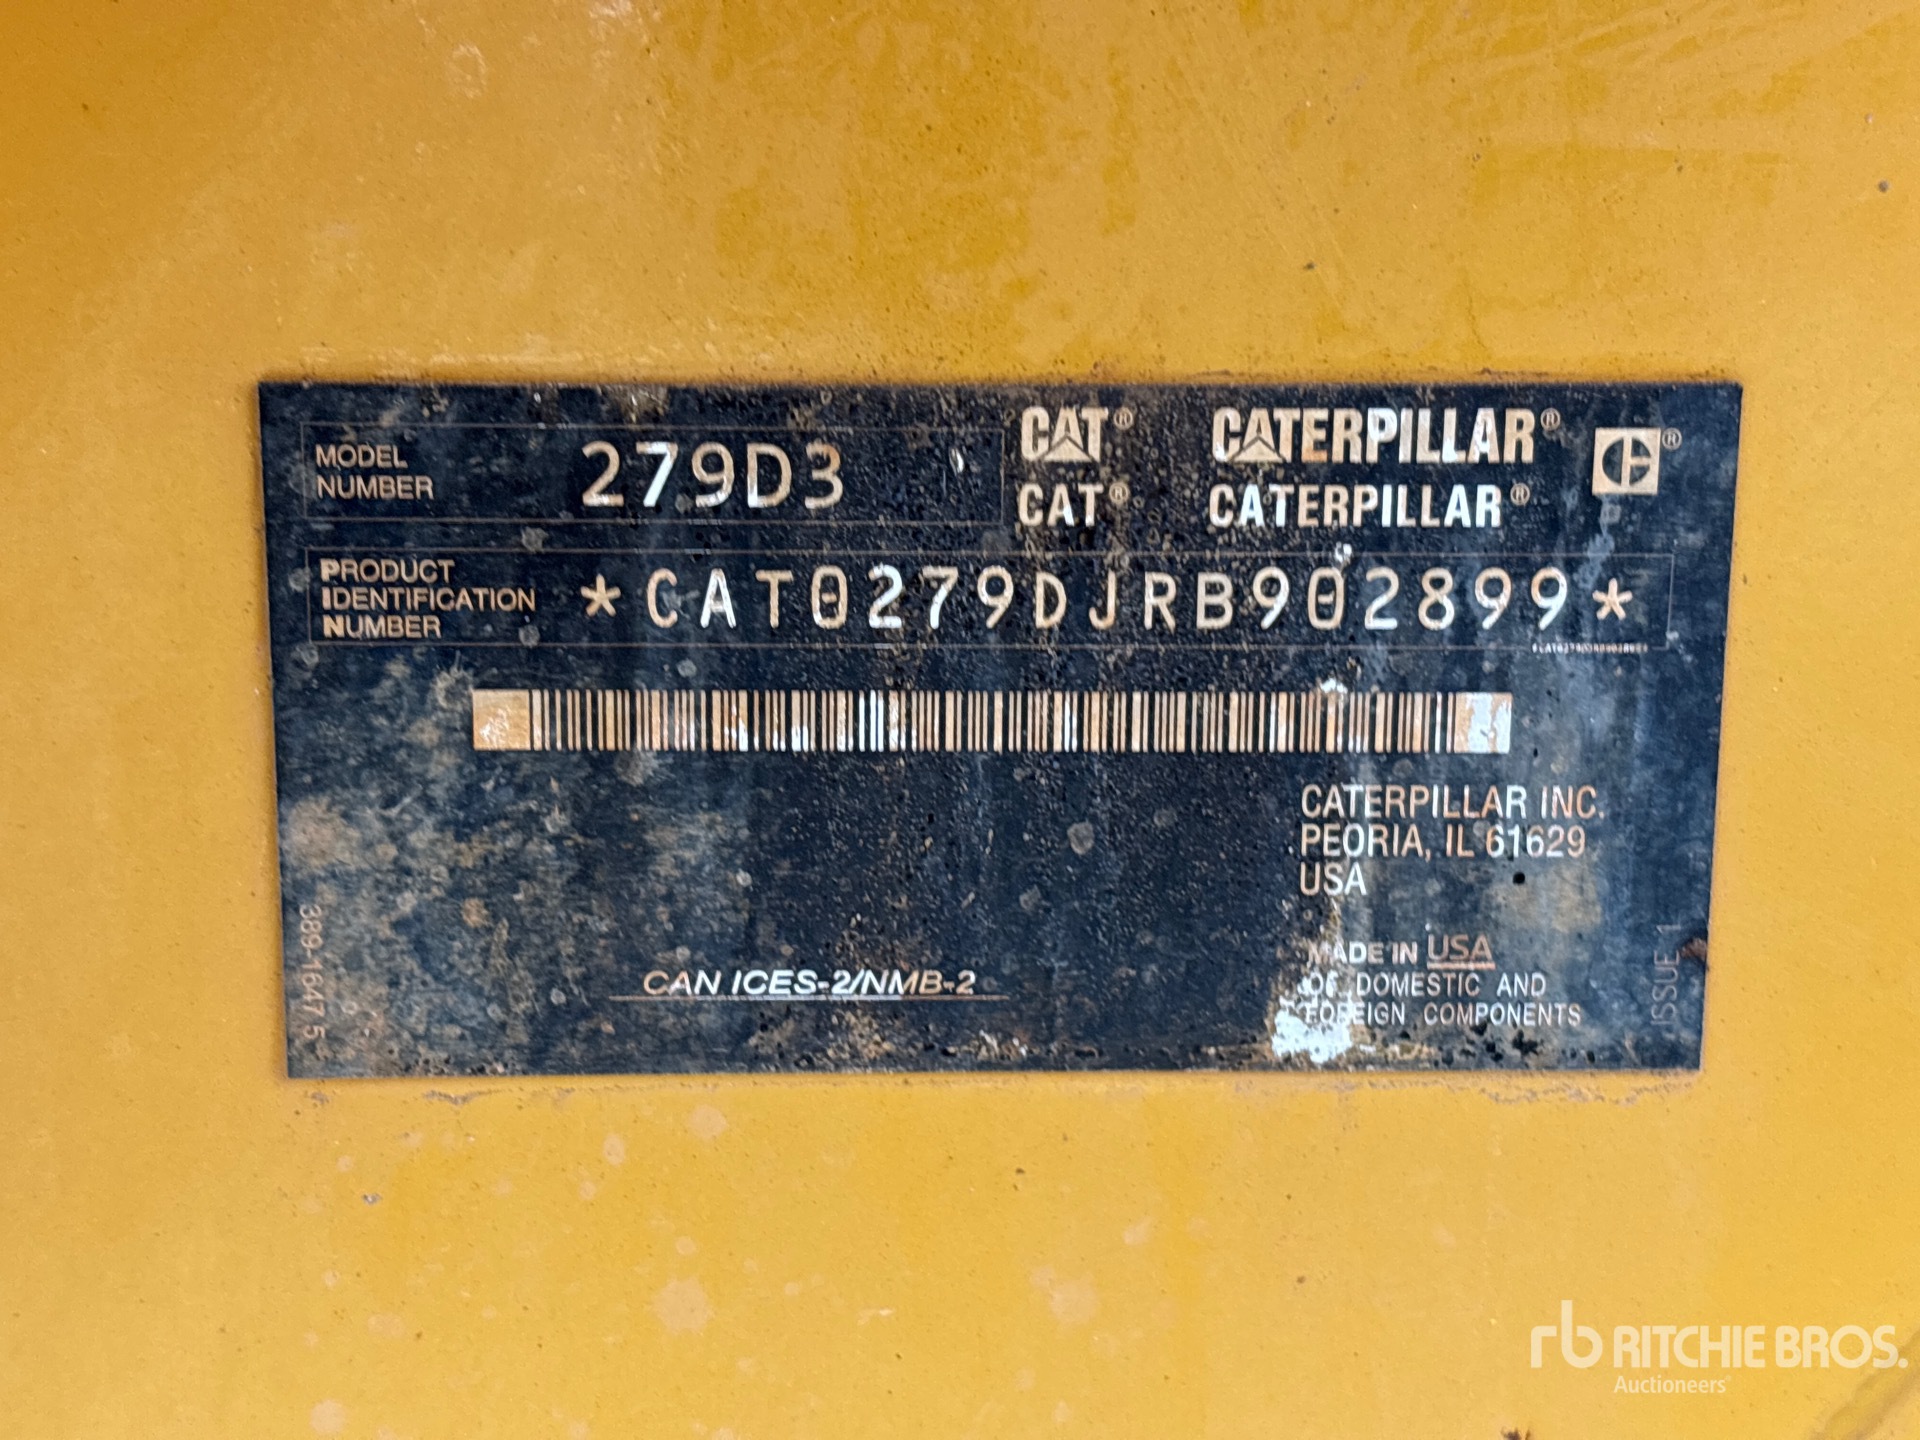 MODEL
NUMBER
279D3
CAT® CATERPILLAR® ®
CAT® CATERPILLAR®
PRODUCT
IDENTIFICATION
NUMBER
*CAT0279DJRB902899*
CATERPILLAR INC.
PEORIA, IL 61629
USA
MADE IN USA
OF DOMESTIC AND
FOREIGN COMPONENTS
CAN ICES-2/NMB-2
389-1647 5
ISSUE 1
rb RITCHIE BROS.
Auctioneers